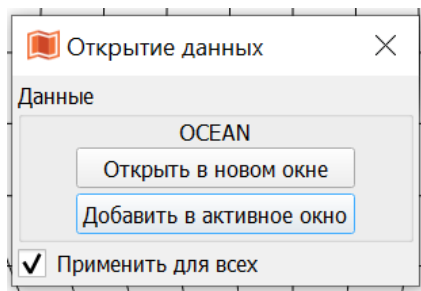 Открытие данных
Данные
OCEAN
Открыть в новом окне
Добавить в активное окно
Применить для всех